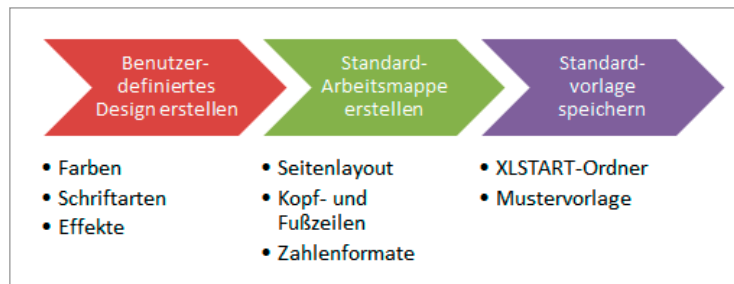 Benutzer-
definiertes
Design erstellen
Standard-
Arbeitsmappe
erstellen
Standard-
vorlage
speichern
• Farben
• Schriftarten
• Effekte
• Seitenlayout
• Kopf- und
Fußzeilen
• Zahlenformate
• XLSTART-Ordner
• Mustervorlage